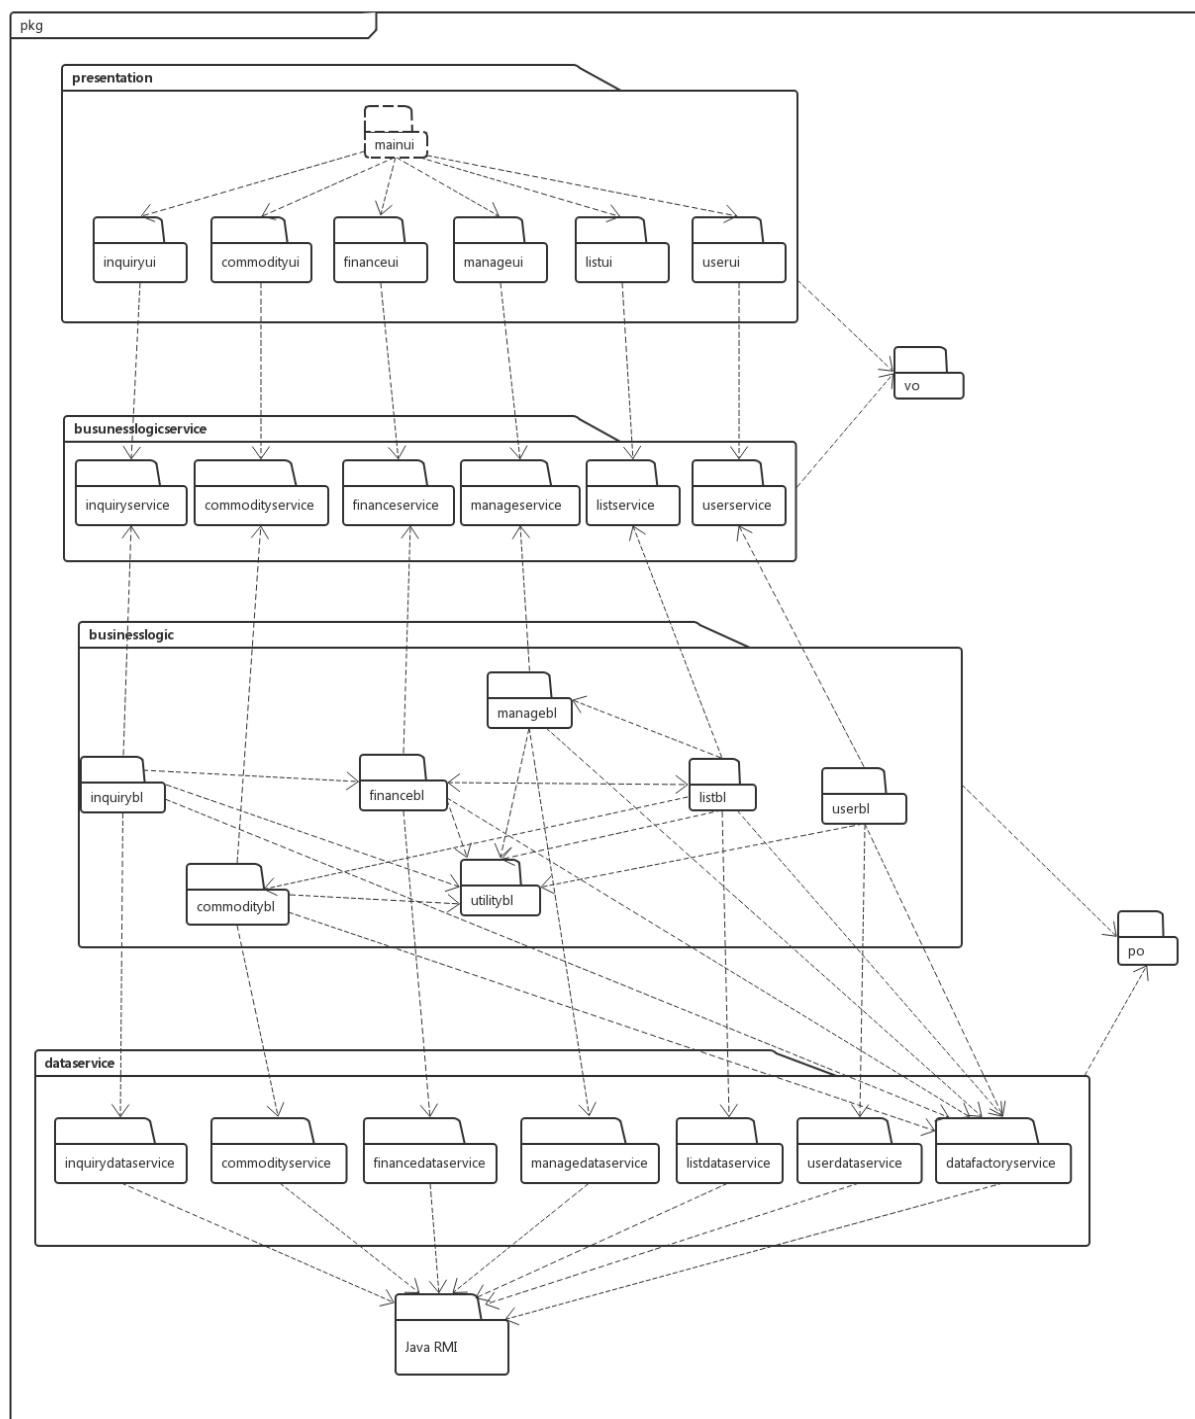 pkg
presentation
mainui
inquiryui
commodityui
financeui
manageui
listui
userui
vo
busunesslogicservice
inquiryservice
commodityservice
financeservice
manageservice
listservice
userservice
businesslogic
managebl
inquirybl
financebl
listbl
userbl
commoditybl
utilitybl
po
dataservice
inquirydataservice
commodityservice
financedataservice
managedataservice
listdataservice
userdataservice
datafactoryservice
Java RMI